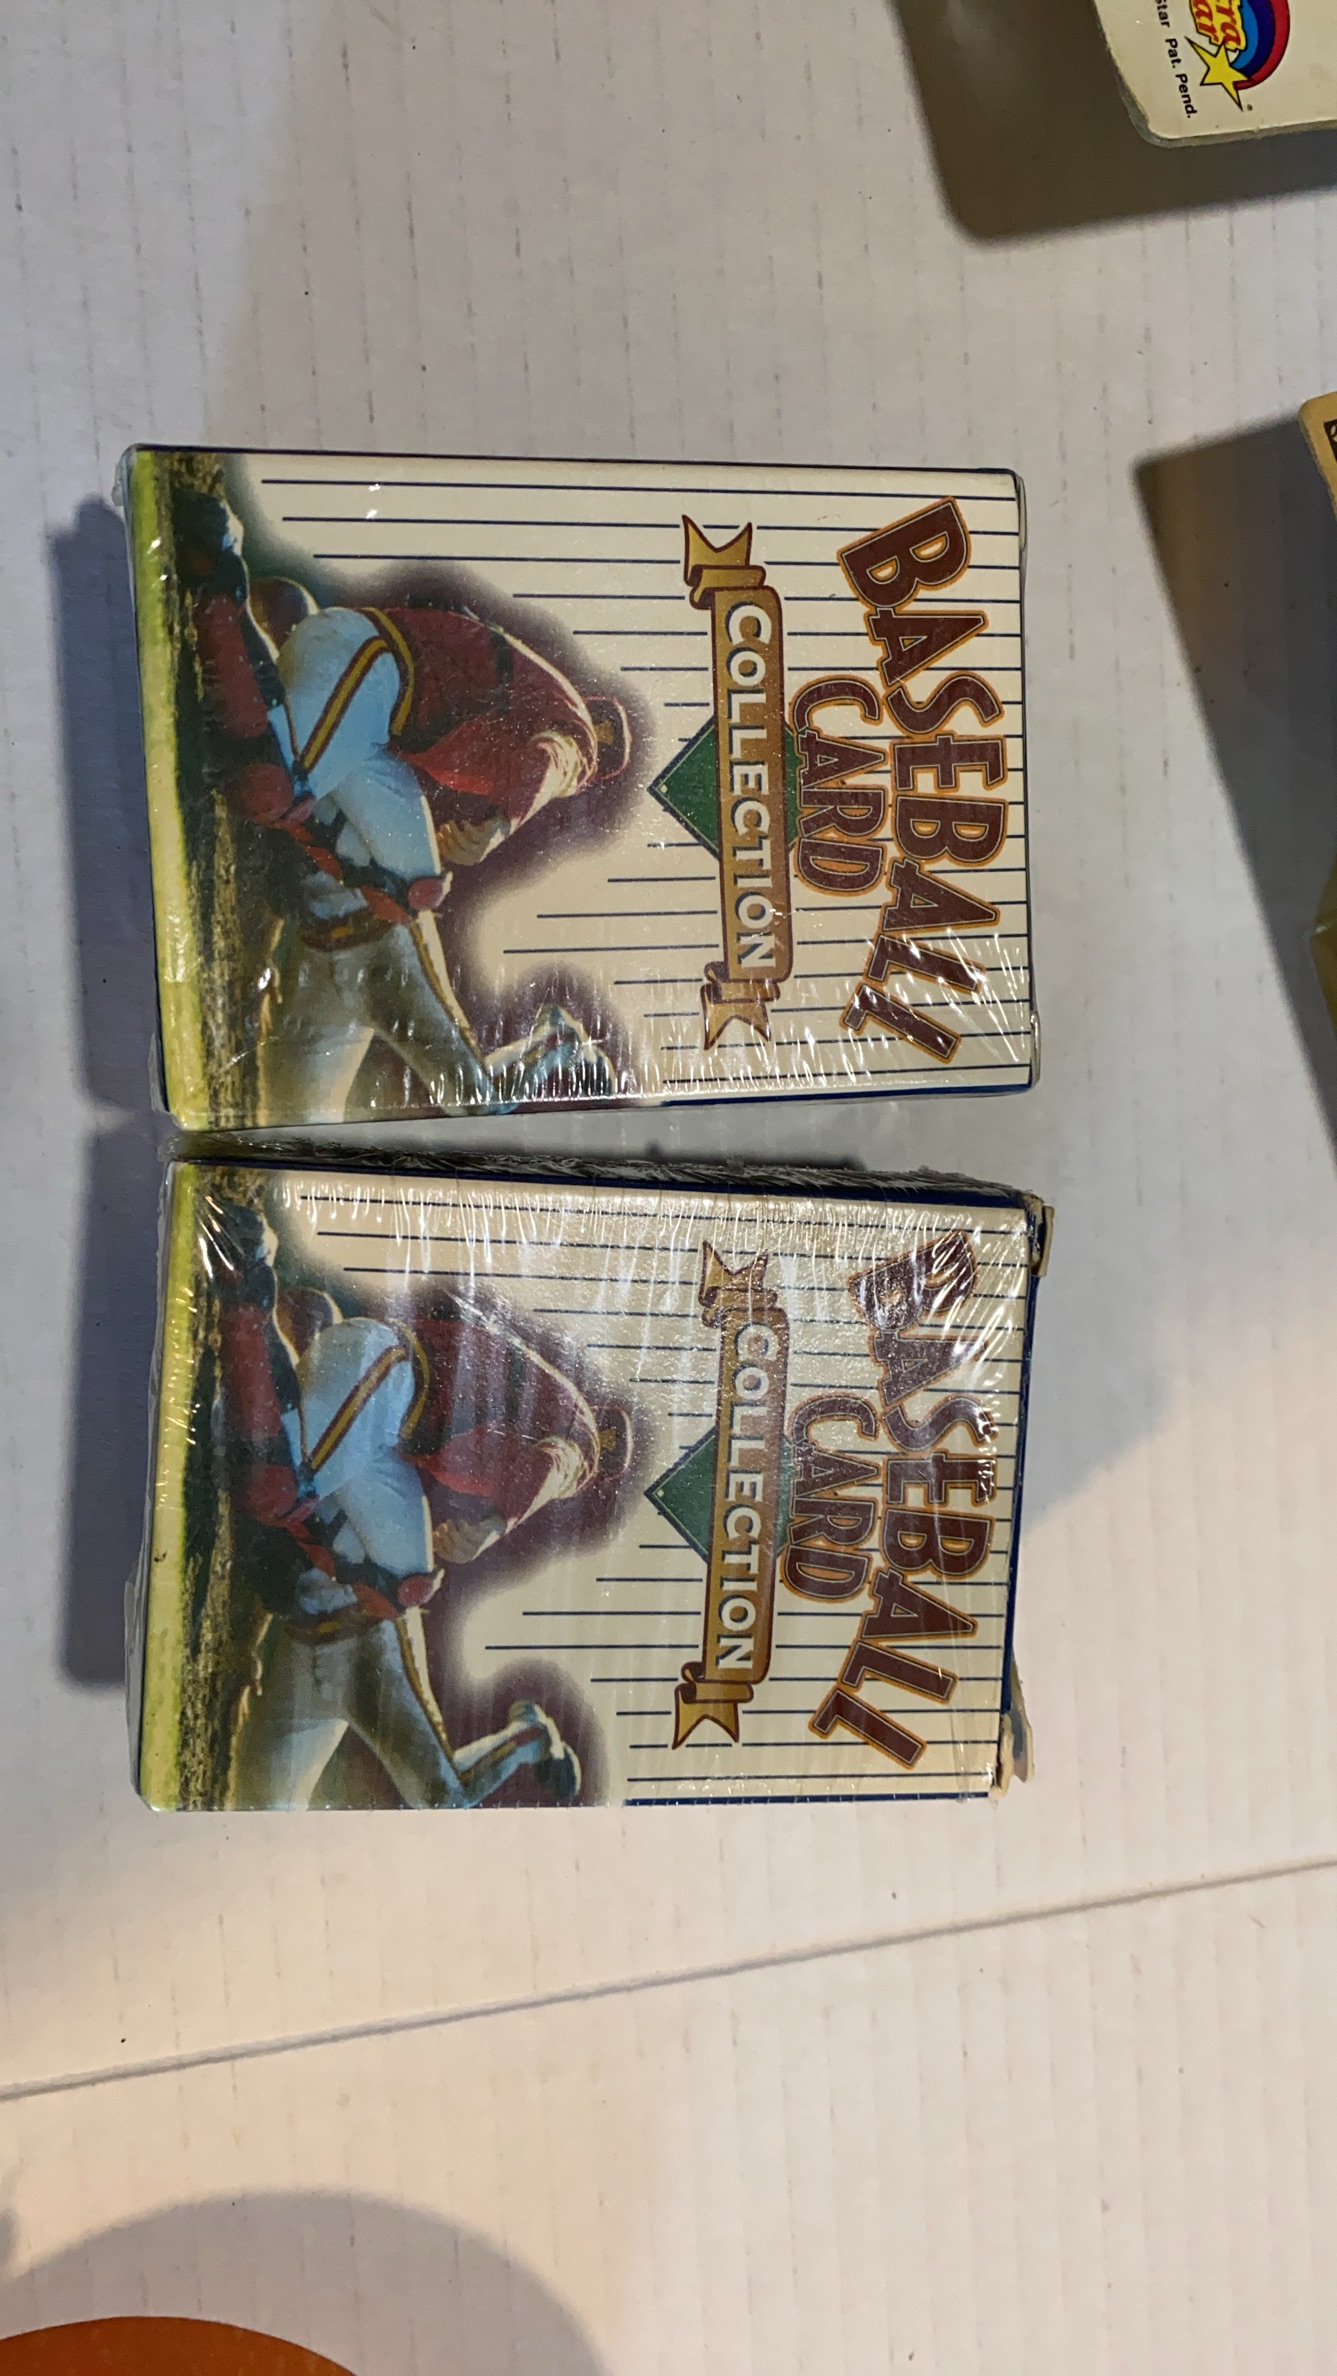 BASEBALL
CARD
COLLECTION
BASEBALL
CARD
COLLECTION
Pat. Pend.